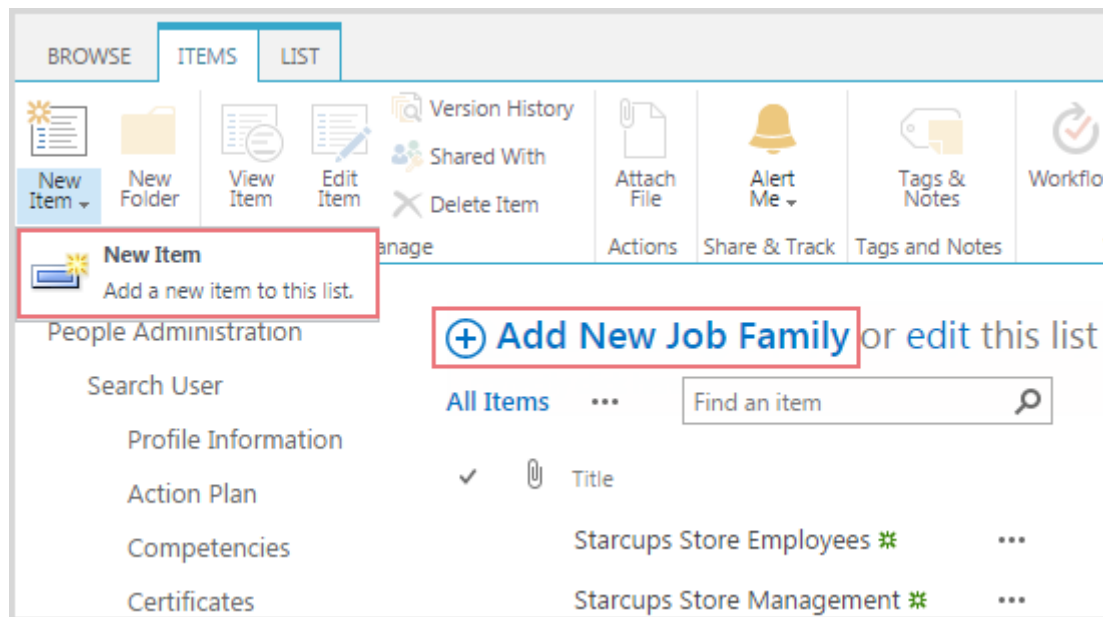 BROWSE ITEMS LIST
New Item
New Folder
View Item
Edit Item
Version History
Shared With
Delete Item
Attach File
Alert Me
Tags & Notes
Workflo
anage
Actions
Share & Track
Tags and Notes
New Item
Add a new item to this list.
People Administration
Search User
Profile Information
Action Plan
Competencies
Certificates
Add New Job Family or edit this list
All Items ••• Find an item
Title
Starcups Store Employees •••
Starcups Store Management •••